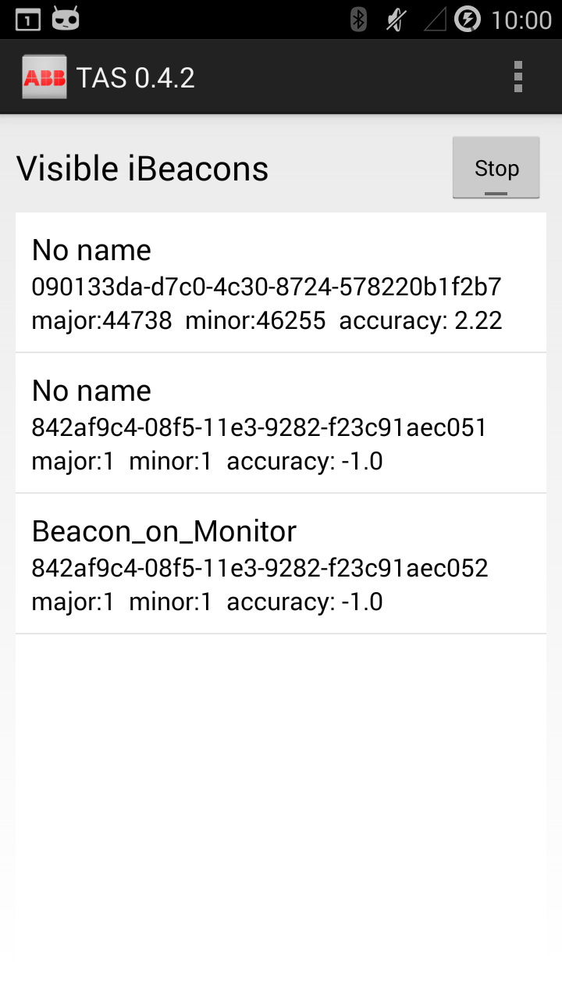 1
10:00
ABB TAS 0.4.2
Visible iBeacons
Stop
No name
090133da-d7c0-4c30-8724-578220b1f2b7
major:44738 minor:46255 accuracy: 2.22
No name
842af9c4-08f5-11e3-9282-f23c91aec051
major:1 minor:1 accuracy: -1.0
Beacon_on_Monitor
842af9c4-08f5-11e3-9282-f23c91aec052
major:1 minor:1 accuracy: -1.0